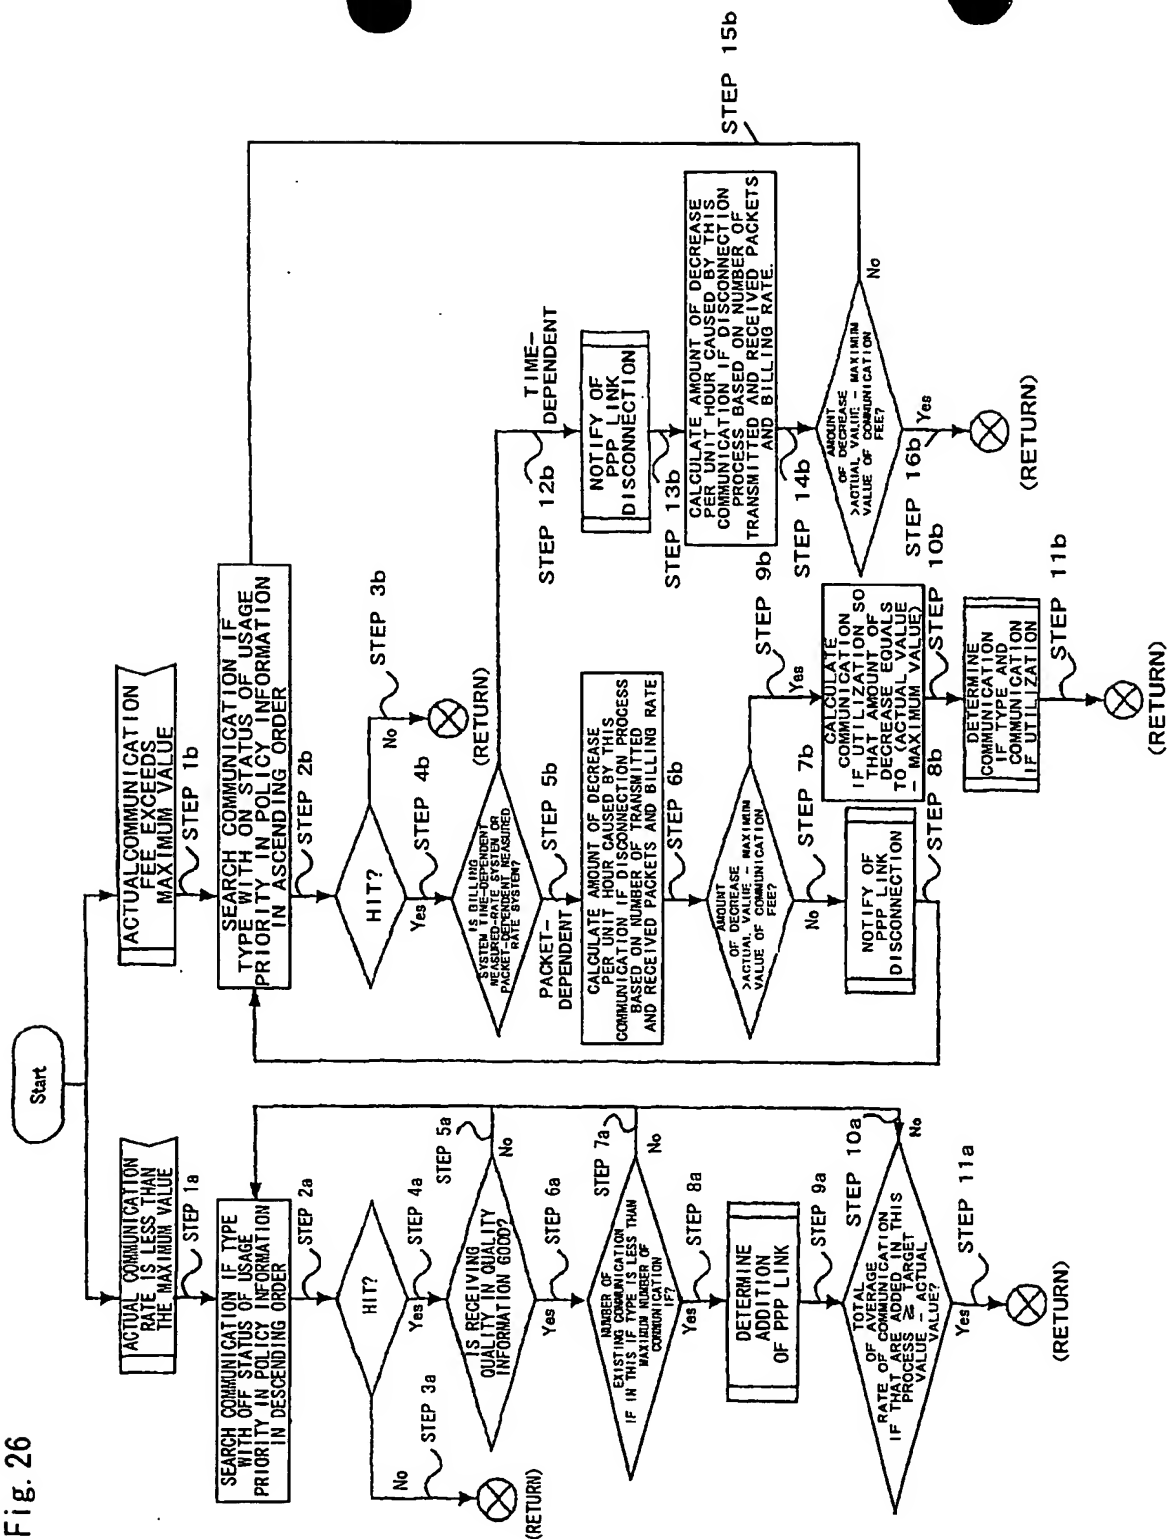 Fig. 26
Start
ACTUAL COMMUNICATION
RATE IS LESS THAN
THE MAXIMUM VALUE
STEP 1a
SEARCH COMMUNICATION IF TYPE
WITH OFF STATUS OF USAGE
PRIORITY IN POLICY INFORMATION
IN DESCENDING ORDER
STEP 2a
HIT?
No
STEP 3a
(RETURN)
Yes
STEP 4a
IS RECEIVING
QUALITY IN QUALITY
INFORMATION GOOD?
STEP 5a
No
Yes
STEP 6a
NUMBER OF
EXISTING COMMUNICATION
IF IN THIS IF TYPE IS LESS THAN
MAXIMUM NUMBER OF
COMMUNICATION
IF?
STEP 7a
No
Yes
STEP 8a
DETERMINE
ADDITION
OF PPP LINK
STEP 9a
TOTAL
OF AVERAGE
RATE OF COMMUNICATION
IF THAT ARE ADDED IN THIS
PROCESS ≧ TARGET
VALUE - ACTUAL
VALUE?
STEP 10a
No
Yes
STEP 11a
(RETURN)
ACTUAL COMMUNICATION
FEE EXCEEDS
MAXIMUM VALUE
STEP 1b
SEARCH COMMUNICATION IF
TYPE WITH ON STATUS OF USAGE
PRIORITY IN POLICY INFORMATION
IN ASCENDING ORDER
STEP 2b
HIT?
No
STEP 3b
(RETURN)
Yes
STEP 4b
IS BILLING
SYSTEM TIME-DEPENDENT
MEASURED-RATE SYSTEM OR
PACKET-DEPENDENT MEASURED
RATE SYSTEM?
PACKET-
DEPENDENT
STEP 5b
CALCULATE AMOUNT OF DECREASE
PER UNIT HOUR CAUSED BY THIS
COMMUNICATION IF DISCONNECTION PROCESS
BASED ON NUMBER OF TRANSMITTED
AND RECEIVED PACKETS AND BILLING RATE.
STEP 6b
AMOUNT
OF DECREASE
>ACTUAL VALUE - MAXIMUM
VALUE OF COMMUNICATION
FEE?
No
STEP 7b
NOTIFY OF
PPP LINK
DISCONNECTION
STEP 8b
Yes
STEP 9b
CALCULATE
COMMUNICATION
IF UTILIZATION SO
THAT AMOUNT OF
DECREASE EQUALS
TO (ACTUAL VALUE
- MAXIMUM VALUE)
STEP 10b
DETERMINE
COMMUNICATION
IF TYPE AND
COMMUNICATION
IF UTILIZATION
STEP 11b
(RETURN)
TIME-
DEPENDENT
STEP 12b
NOTIFY OF
PPP LINK
DISCONNECTION
STEP 13b
CALCULATE AMOUNT OF DECREASE
PER UNIT HOUR CAUSED BY THIS
COMMUNICATION IF DISCONNECTION
PROCESS BASED ON NUMBER OF
TRANSMITTED AND RECEIVED PACKETS
AND BILLING RATE.
STEP 14b
AMOUNT
OF DECREASE
>ACTUAL VALUE - MAXIMUM
VALUE OF COMMUNICATION
FEE?
No
STEP 15b
Yes
STEP 16b
(RETURN)